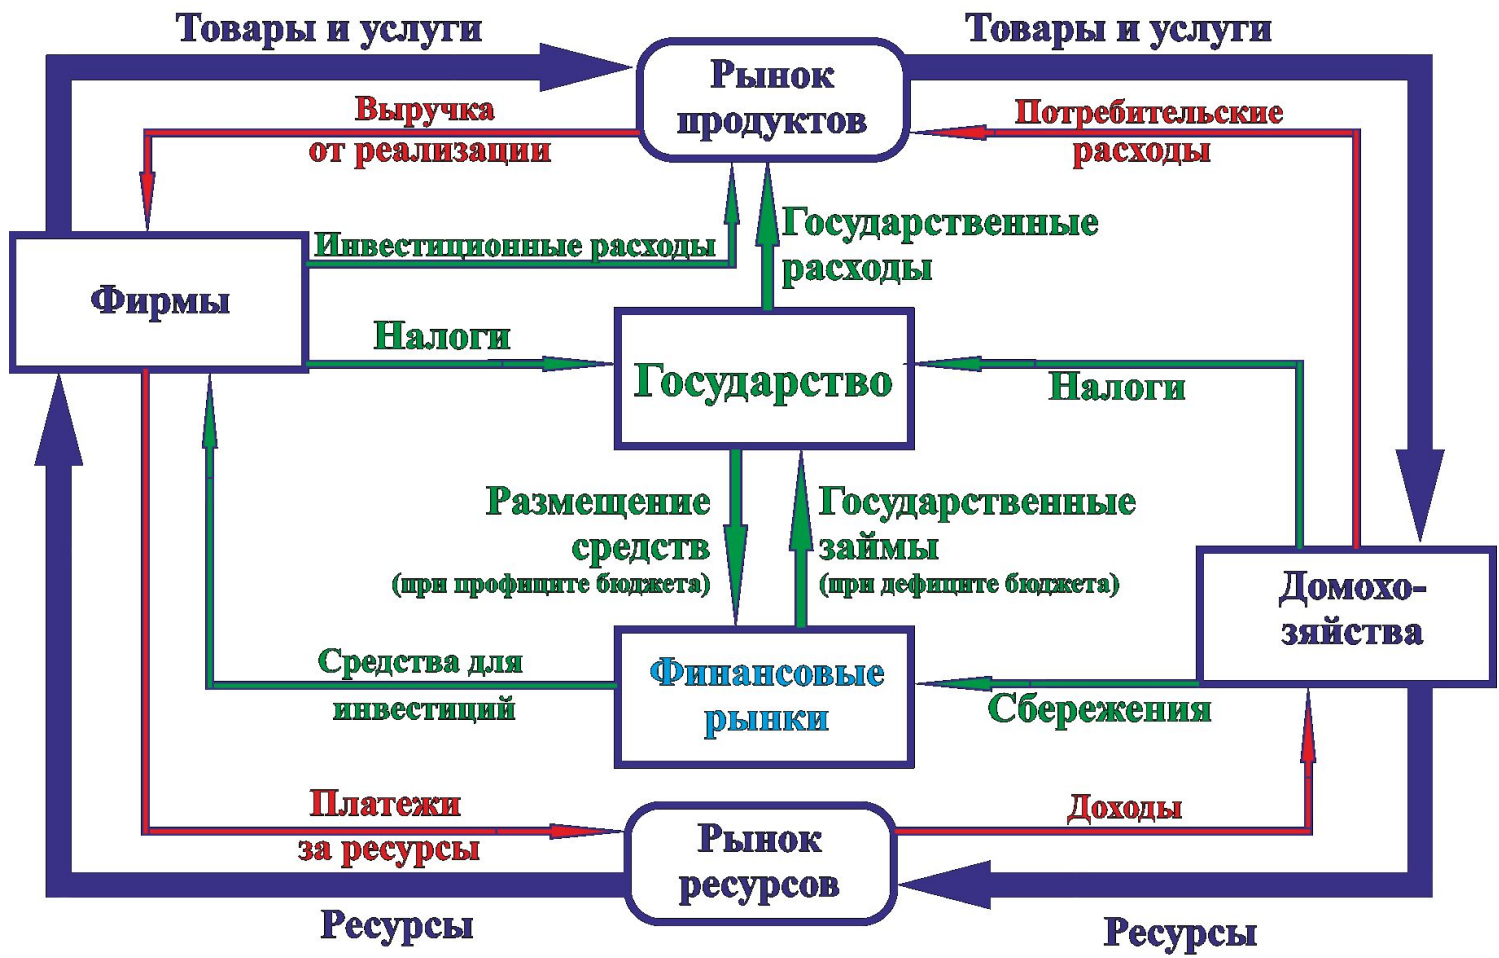 Товары и услуги
Товары и услуги
Рынок
продуктов
Выручка
от реализации
Потребительские
расходы
Инвестиционные расходы
Государственные
расходы
Фирмы
Налоги
Государство
Налоги
Размещение
средств
(при профиците бюджета)
Государственные
займы
(при дефиците бюджета)
Домохо-
зяйства
Средства для
инвестиций
Финансовые
рынки
Сбережения
Платежи
за ресурсы
Рынок
ресурсов
Доходы
Ресурсы
Ресурсы